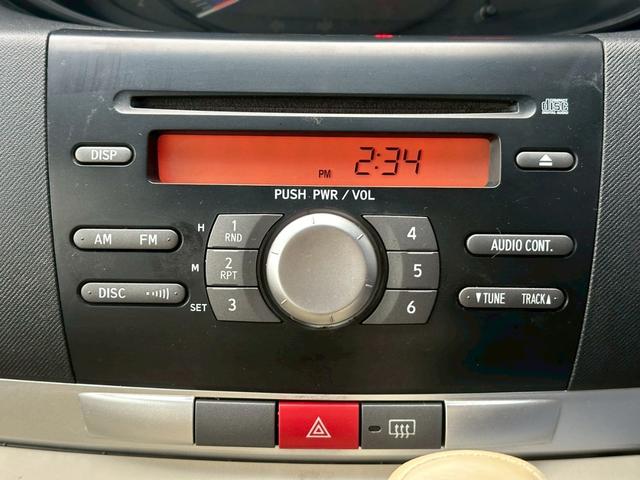 disc
DISP
PM 2:34
PUSH PWR / VOL
H 1 RND 4
AM FM AUDIO CONT.
M 2 RPT 5
DISC ▼TUNE TRACK▲
SET 3 6